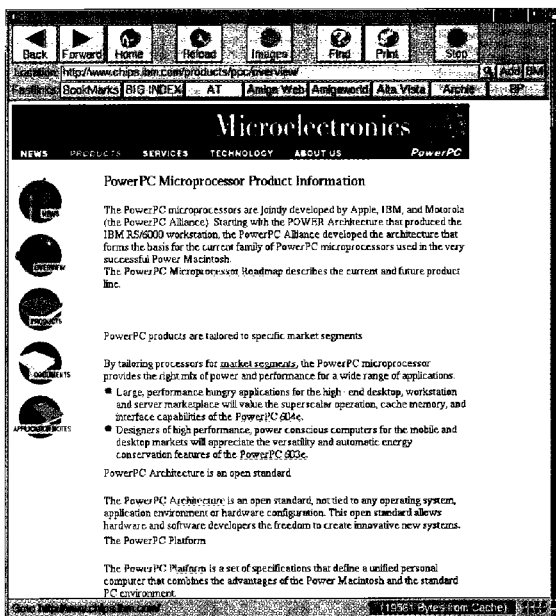 Back Forward Home Reload Images Find Print Stop
Location: http://www.chips.ibm.com/products/ppc/overview/ Add BM
Fastlinks: BookMarks BIG INDEX AT Amiga Web Amigaworld Alta Vista Archie BP
Microelectronics
NEWS PRODUCTS SERVICES TECHNOLOGY ABOUT US PowerPC
NEWS
OVERVIEW
PRODUCTS
DOCUMENTS
APPLICATION NOTES
PowerPC Microprocessor Product Information
The PowerPC microprocessors are jointly developed by Apple, IBM, and Motorola
(the PowerPC Alliance). Starting with the POWER Architecture that produced the
IBM RS/6000 workstation, the PowerPC Alliance developed the architecture that
forms the basis for the current family of PowerPC microprocessors used in the very
successful Power Macintosh.
The PowerPC Microprocessor Roadmap describes the current and future product
line.
PowerPC products are tailored to specific market segments
By tailoring processors for market segments, the PowerPC microprocessor
provides the right mix of power and performance for a wide range of applications.
Large, performance hungry applications for the high-end desktop, workstation
and server marketplace will value the superscalar operation, cache memory, and
interface capabilities of the PowerPC 604e.
Designers of high performance, power conscious computers for the mobile and
desktop markets will appreciate the versatility and automatic energy
conservation features of the PowerPC 603e.
PowerPC Architecture is an open standard
The PowerPC Architecture is an open standard, not tied to any operating system,
application environment or hardware configuration. This open standard allows
hardware and software developers the freedom to create innovative new systems.
The PowerPC Platform
The PowerPC Platform is a set of specifications that define a unified personal
computer that combines the advantages of the Power Macintosh and the standard
PC environment.
Bytes from Cache)